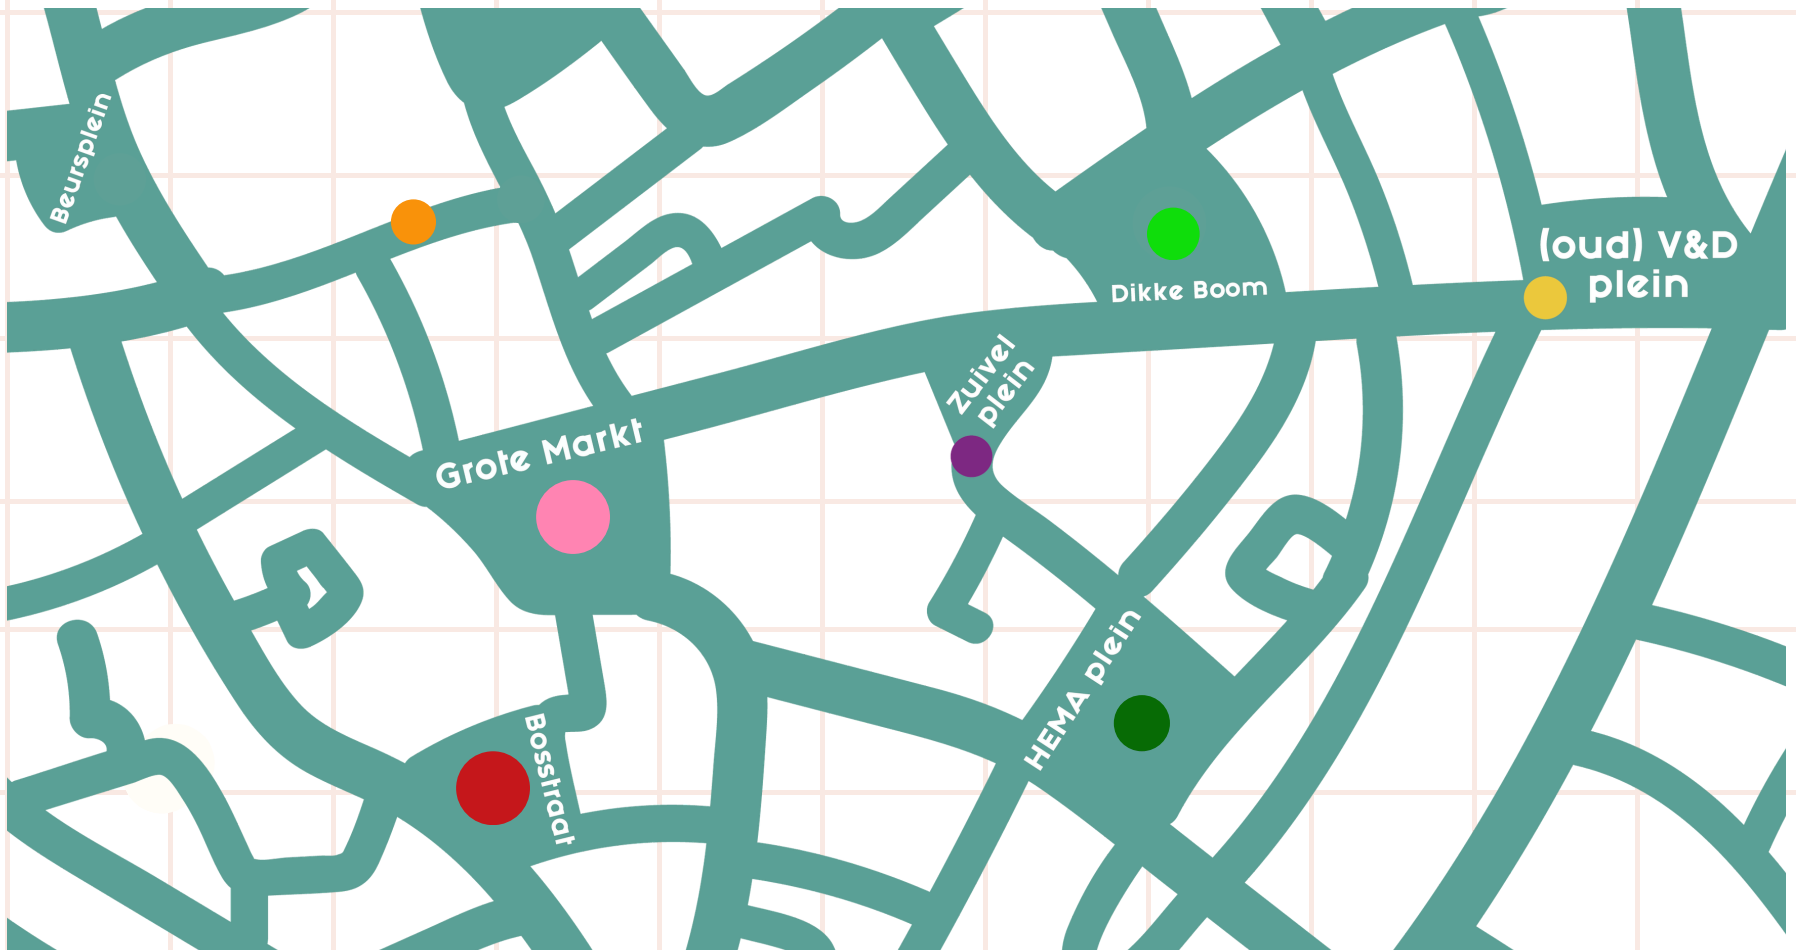 Beursplein
(oud) V&D
plein
Dikke Boom
Zuivel
plein
Grote Markt
HEMA plein
Bosstraat